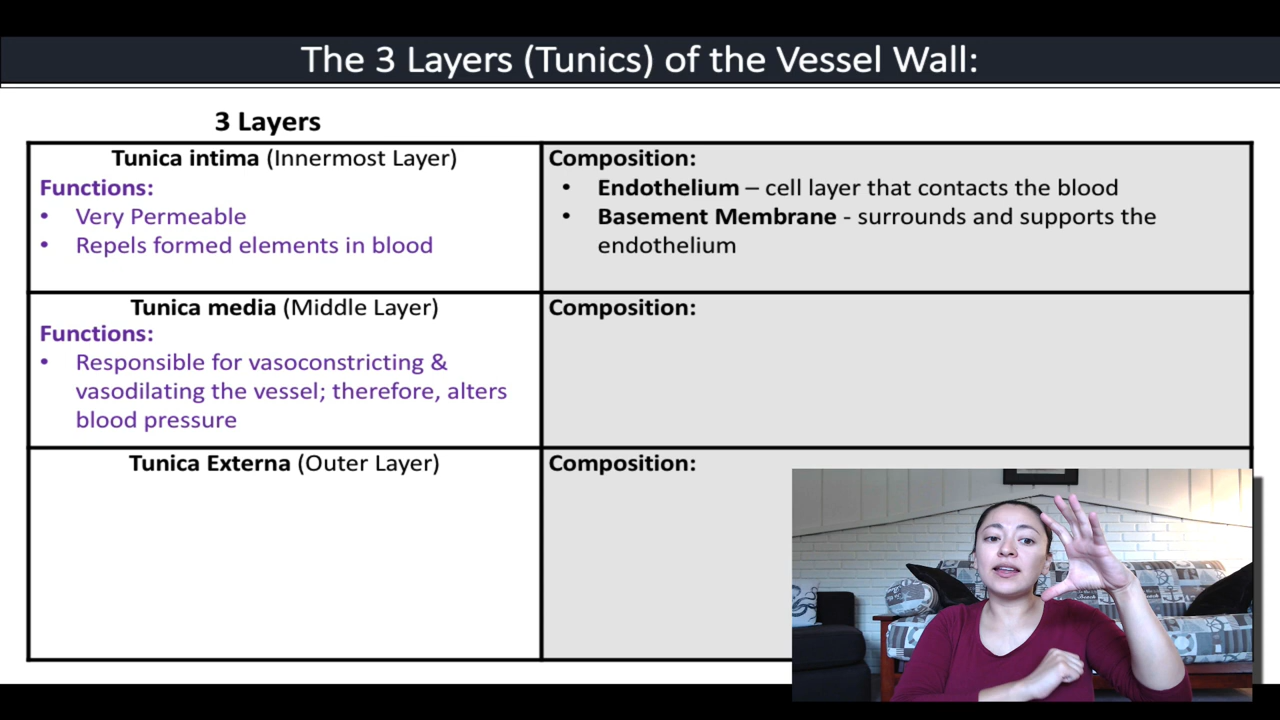 The 3 Layers (Tunics) of the Vessel Wall:
3 Layers
Tunica intima (Innermost Layer)
Functions:
• Very Permeable
• Repels formed elements in blood
Composition:
• Endothelium – cell layer that contacts the blood
• Basement Membrane - surrounds and supports the
endothelium
Tunica media (Middle Layer)
Functions:
• Responsible for vasoconstricting &
vasodilating the vessel; therefore, alters
blood pressure
Composition:
Tunica Externa (Outer Layer)
Composition: